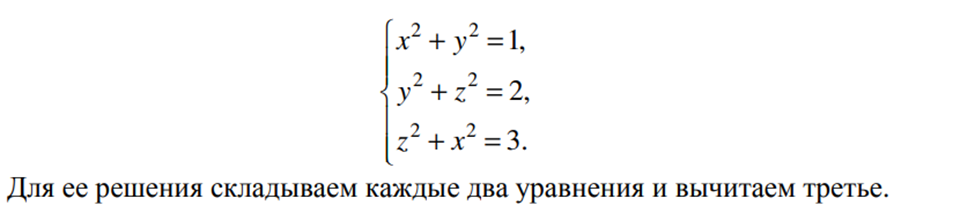 x² + y² = 1,
y² + z² = 2,
z² + x² = 3.
Для ее решения складываем каждые два уравнения и вычитаем третье.